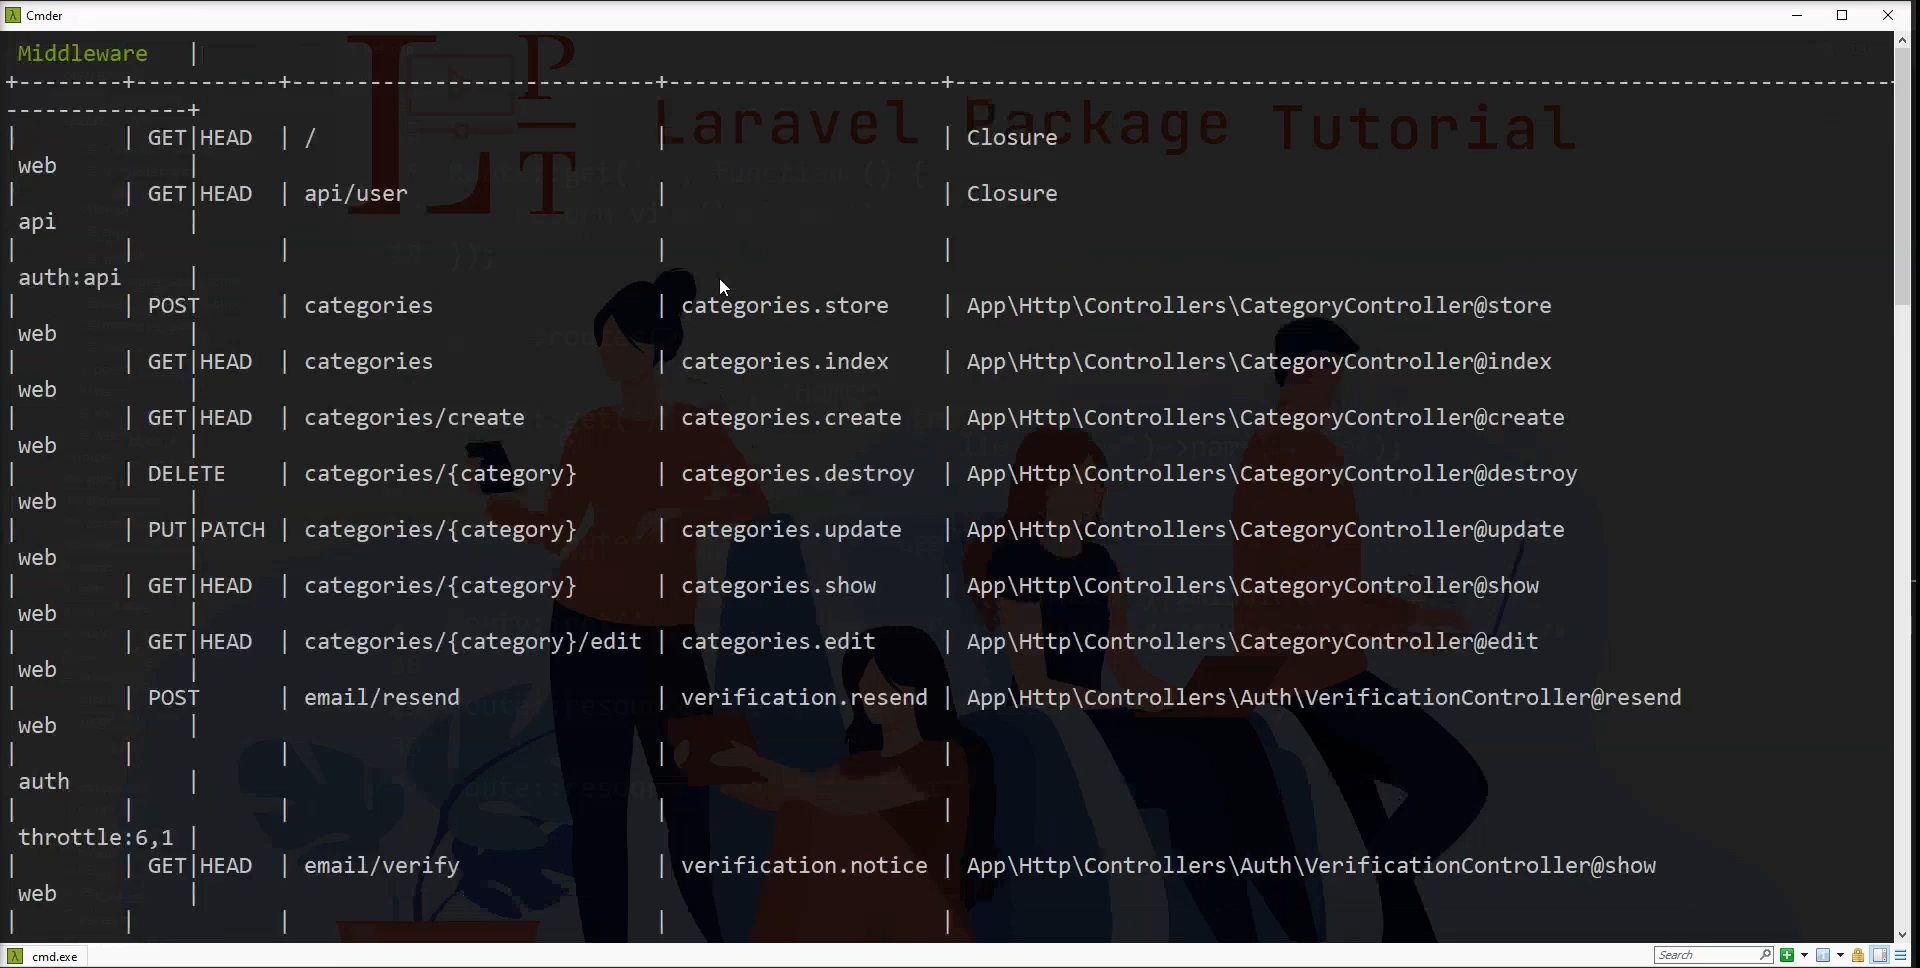 Cmder
Middleware |
+--------+-----------+-----------------------------+---------------------+-------------------------------------------------------------------------
--------------+
| | GET|HEAD | / | | Closure
web |
| | GET|HEAD | api/user | | Closure
api |
| | | | |
auth:api |
| | POST | categories | categories.store | App\Http\Controllers\CategoryController@store
web |
| | GET|HEAD | categories | categories.index | App\Http\Controllers\CategoryController@index
web |
| | GET|HEAD | categories/create | categories.create | App\Http\Controllers\CategoryController@create
web |
| | DELETE | categories/{category} | categories.destroy | App\Http\Controllers\CategoryController@destroy
web |
| | PUT|PATCH | categories/{category} | categories.update | App\Http\Controllers\CategoryController@update
web |
| | GET|HEAD | categories/{category} | categories.show | App\Http\Controllers\CategoryController@show
web |
| | GET|HEAD | categories/{category}/edit | categories.edit | App\Http\Controllers\CategoryController@edit
web |
| | POST | email/resend | verification.resend | App\Http\Controllers\Auth\VerificationController@resend
web |
| | | | |
auth |
| | | | |
throttle:6,1 |
| | GET|HEAD | email/verify | verification.notice | App\Http\Controllers\Auth\VerificationController@show
web |
| | | | |
L P T
Laravel Package Tutorial
cmd.exe
Search